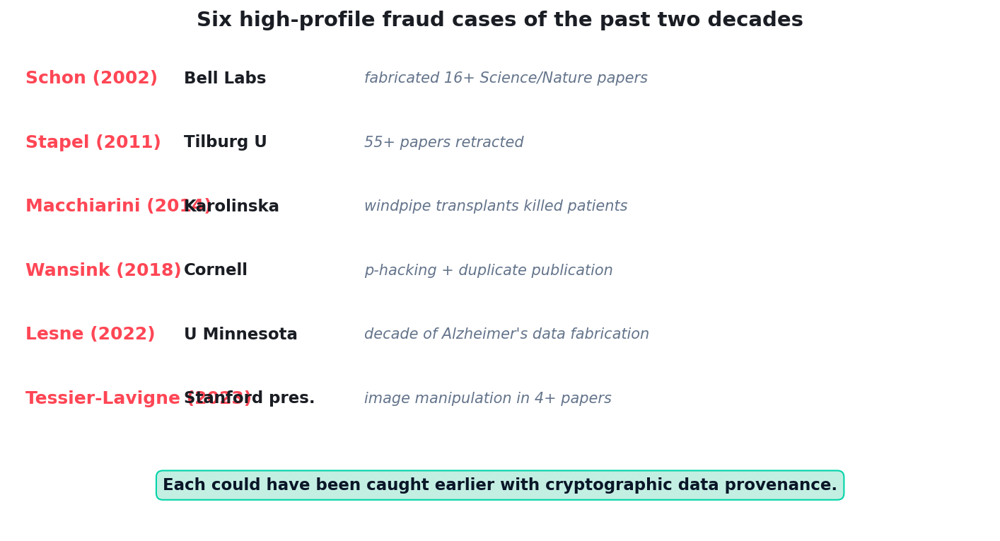 Six high-profile fraud cases of the past two decades
Schon (2002) Bell Labs fabricated 16+ Science/Nature papers
Stapel (2011) Tilburg U 55+ papers retracted
Macchiarini (2014) Karolinska windpipe transplants killed patients
Wansink (2018) Cornell p-hacking + duplicate publication
Lesne (2022) U Minnesota decade of Alzheimer's data fabrication
Tessier-Lavigne (2023) Stanford pres. image manipulation in 4+ papers
Each could have been caught earlier with cryptographic data provenance.